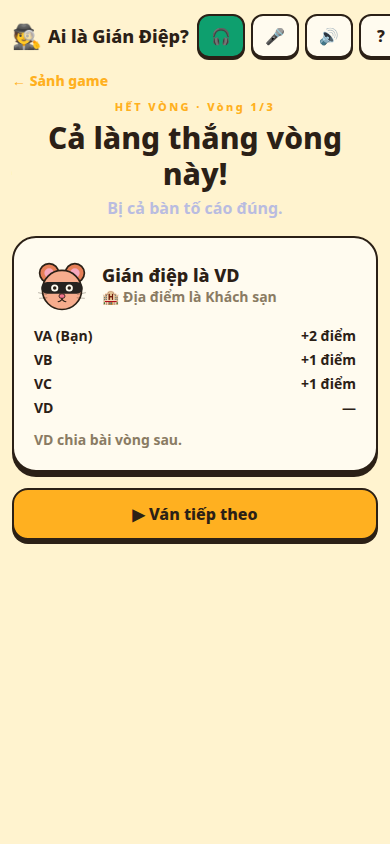 Ai là Gián Điệp?
?
← Sảnh game
HẾT VÒNG · Vòng 1/3
Cả làng thắng vòng
này!
Bị cả bàn tố cáo đúng.
Gián điệp là VD
Địa điểm là Khách sạn
VA (Bạn) +2 điểm
VB +1 điểm
VC +1 điểm
VD —
VD chia bài vòng sau.
▶ Ván tiếp theo